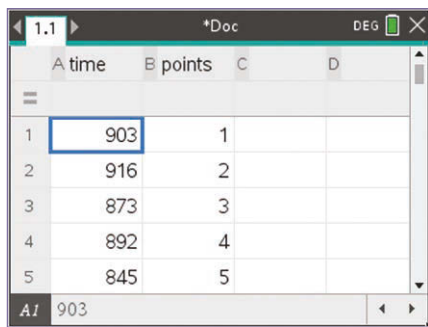 1.1 *Doc DEG
A time B points C D
=
1 903 1
2 916 2
3 873 3
4 892 4
5 845 5
A1 903